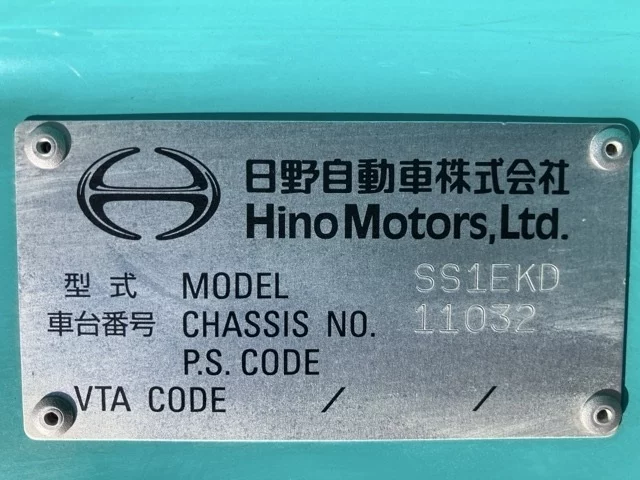 日野自動車株式会社
Hino Motors, Ltd.
型式 MODEL SS1EKD
車台番号 CHASSIS NO. 11032
P.S. CODE
VTA CODE / /